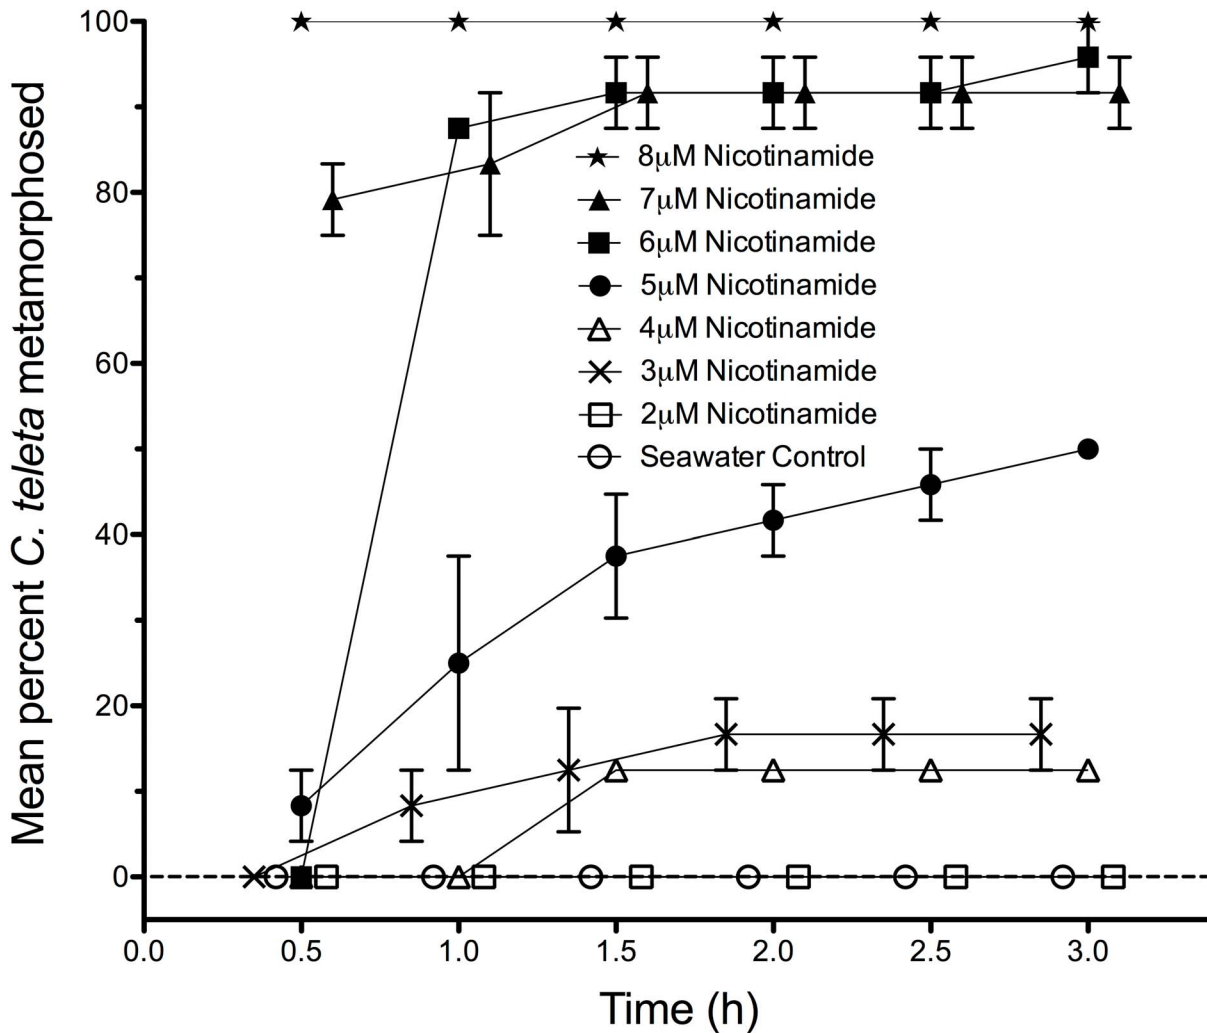 Mean percent C. teleta metamorphosed
100
80
60
40
20
0
8μM Nicotinamide
7μM Nicotinamide
6μM Nicotinamide
5μM Nicotinamide
4μM Nicotinamide
3μM Nicotinamide
2μM Nicotinamide
Seawater Control
0.0 0.5 1.0 1.5 2.0 2.5 3.0
Time (h)